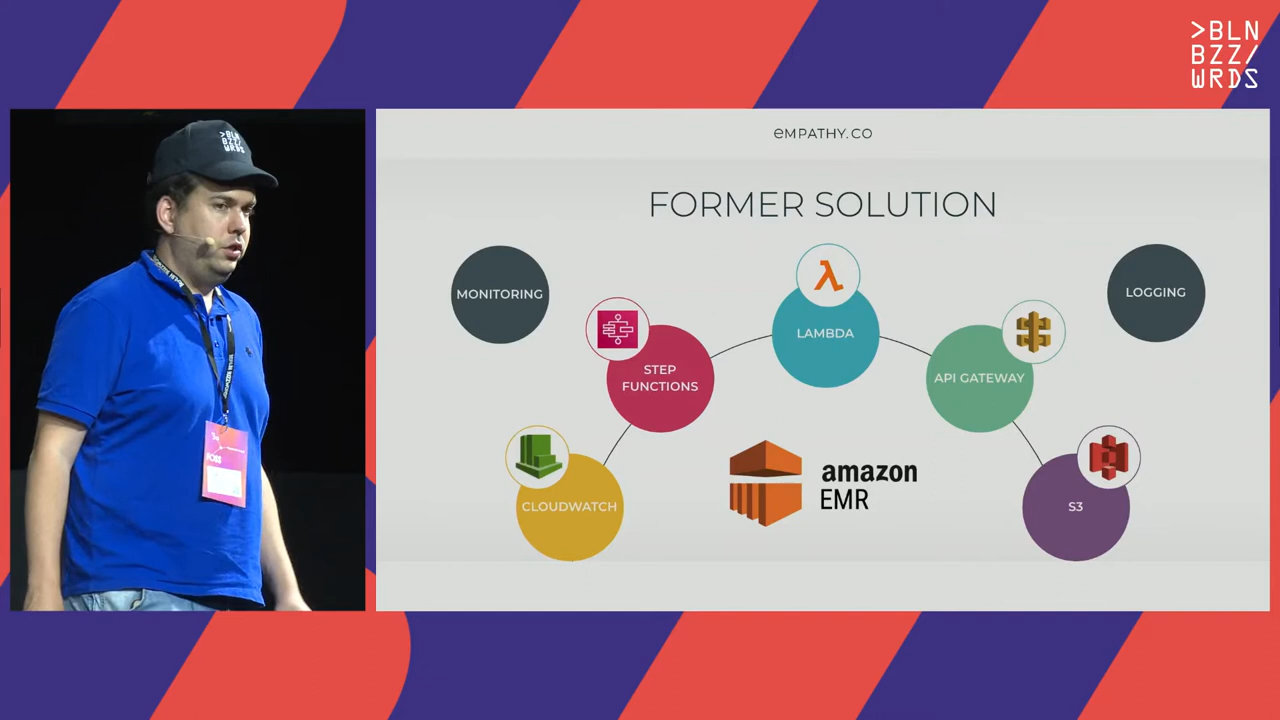 >BLN
BZZ/
WRDS
>BLN
BZZ/
WRDS
EMPATHY.CO
FORMER SOLUTION
MONITORING
LOGGING
LAMBDA
STEP
FUNCTIONS
API GATEWAY
CLOUDWATCH
amazon
EMR
S3